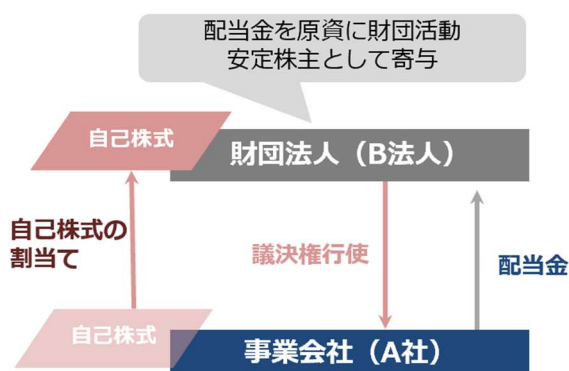 配当金を原資に財団活動
安定株主として寄与
自己株式
財団法人（B法人）
自己株式の
割当て
議決権行使
配当金
自己株式
事業会社（A社）